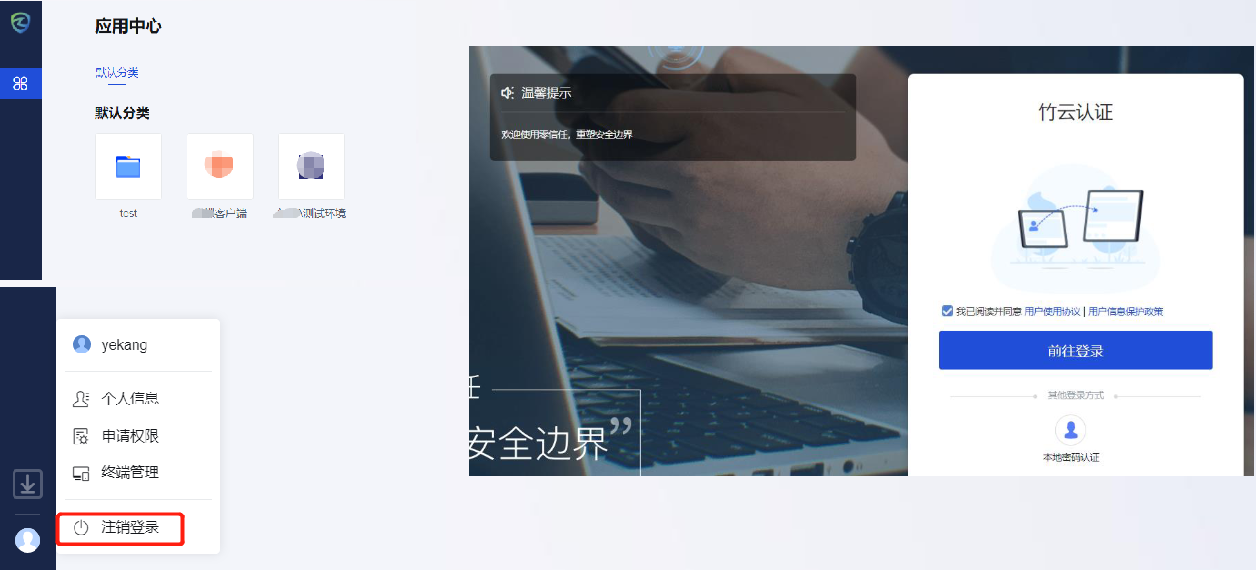 应用中心
默认分类
默认分类
test
客户端
测试环境
yekang
个人信息
申请权限
终端管理
注销登录
温馨提示
欢迎使用零信任，重塑安全边界
任
安全边界”
竹云认证
我已阅读并同意 用户使用协议 | 用户信息保护政策
前往登录
其他登录方式
本地密码认证